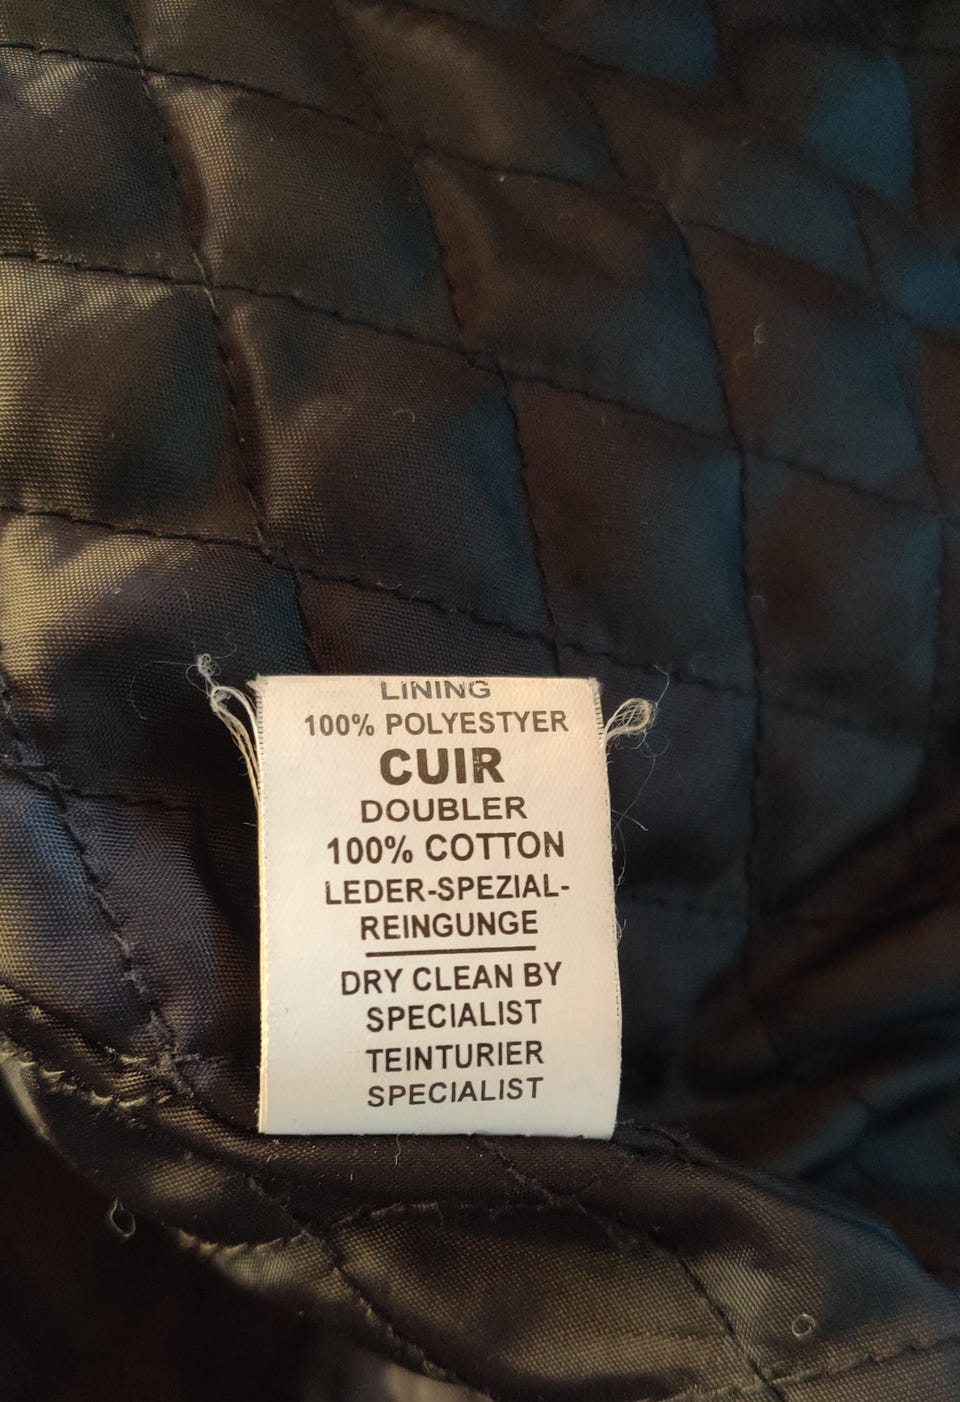 LINING
100% POLYESTYER
CUIR
DOUBLER
100% COTTON
LEDER-SPEZIAL-
REINGUNGE
DRY CLEAN BY
SPECIALIST
TEINTURIER
SPECIALIST